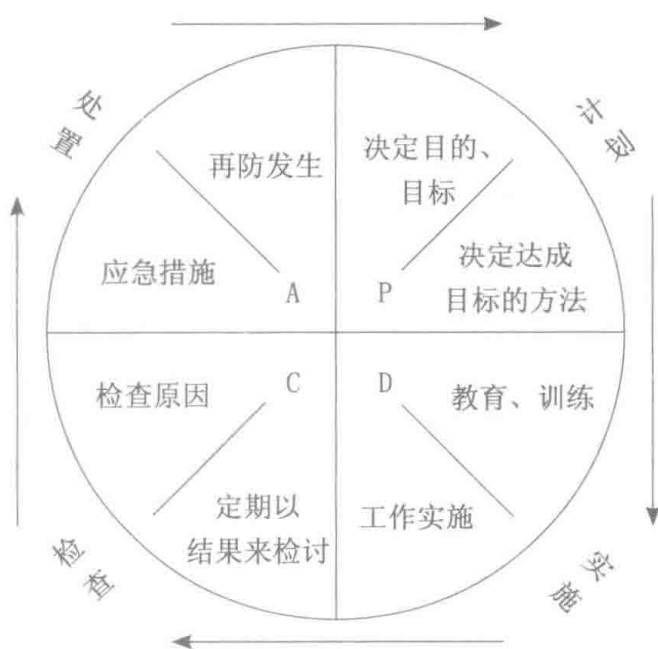 处置
计划
再防发生
决定目的、
目标
应急措施
决定达成
目标的方法
A
P
C
D
检查原因
教育、训练
定期以
结果来检讨
工作实施
检查
实施